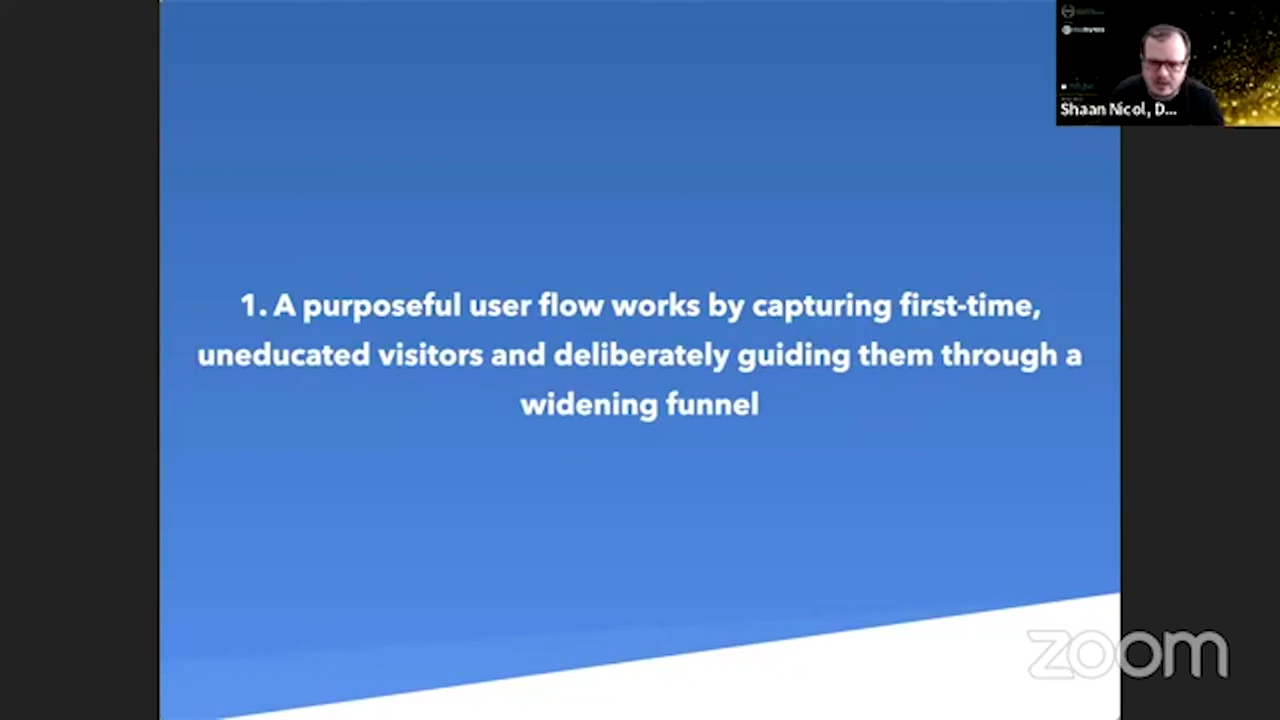 Shaan Nicol, D...
1. A purposeful user flow works by capturing first-time,
uneducated visitors and deliberately guiding them through a
widening funnel
zoom